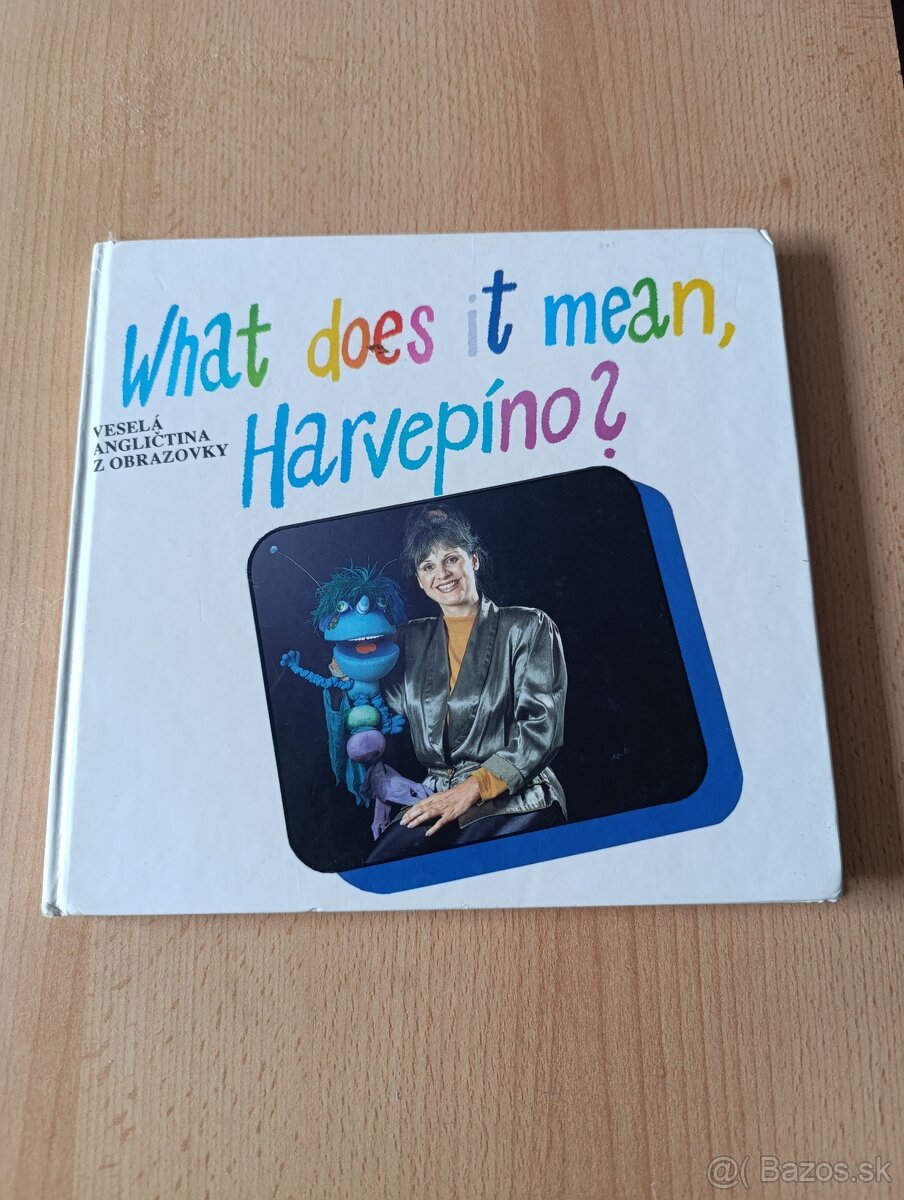 What does it mean,
Harvepíno?
VESELÁ
ANGLIČTINA
Z OBRAZOVKY
@( Bazos.sk